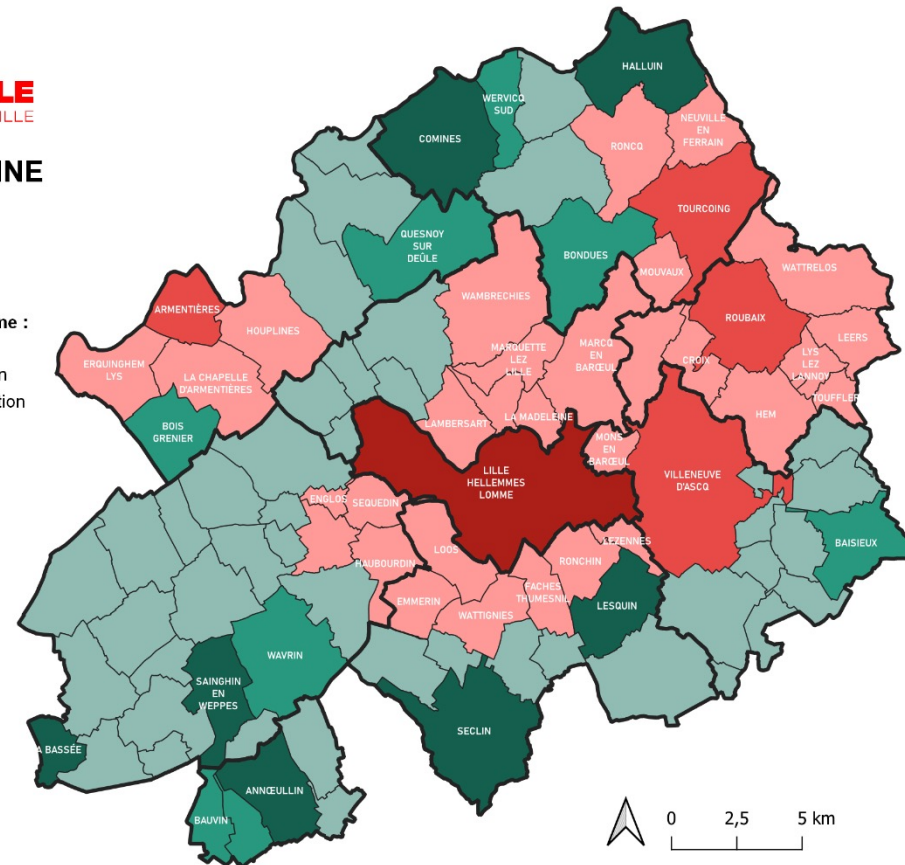 LE
ILLE
INE
me :
n
tion
HALLUIN
WERVICQ
SUD
COMINES
NEUVILLE
EN
FERRAIN
RONCQ
TOURCOING
QUESNOY
SUR
DEÛLE
BONDUES
MOUVAUX
WATTRELOS
ARMENTIÈRES
HOUPLINES
WAMBRECHIES
ROUBAIX
MARQUETTE
LEZ
LILLE
MARCQ
EN
BARŒUL
LEERS
ERQUINGHEM
LYS
LA CHAPELLE
D'ARMENTIÈRES
CROIX
LYS
LEZ
LANNOY
TOUFFLER
HEM
LAMBERSART
LA MADELEINE
BOIS
GRENIER
MONS
EN
BARŒUL
LILLE
HELLEMMES
LOMME
VILLENEUVE
D'ASCQ
ENGLOS
SEQUEDIN
BAISIEUX
LOOS
LEZENNES
HAUBOURDIN
RONCHIN
EMMERIN
FACHES
THUMESNIL
LESQUIN
WATTIGNIES
WAVRIN
SAINGHIN
EN
WEPPES
SECLIN
A BASSÉE
ANNŒULLIN
BAUVIN
0 2,5 5 km